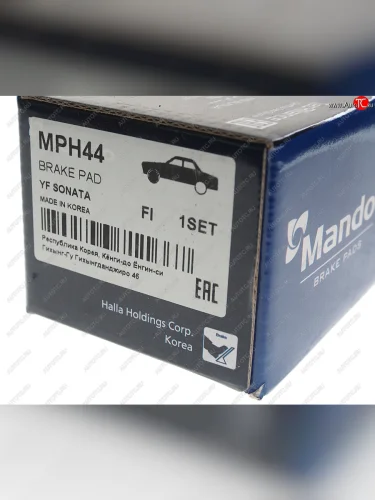 MPH44
BRAKE PAD
YF SONATA
MADE IN KOREA
FI 1SET
Республика Корея, Кёнги-до Ёнгин-си
Гихынг-Гу Гихынгданджиро 46
EAC
Halla Holdings Corp.
Korea
Mando
BRAKE PADS